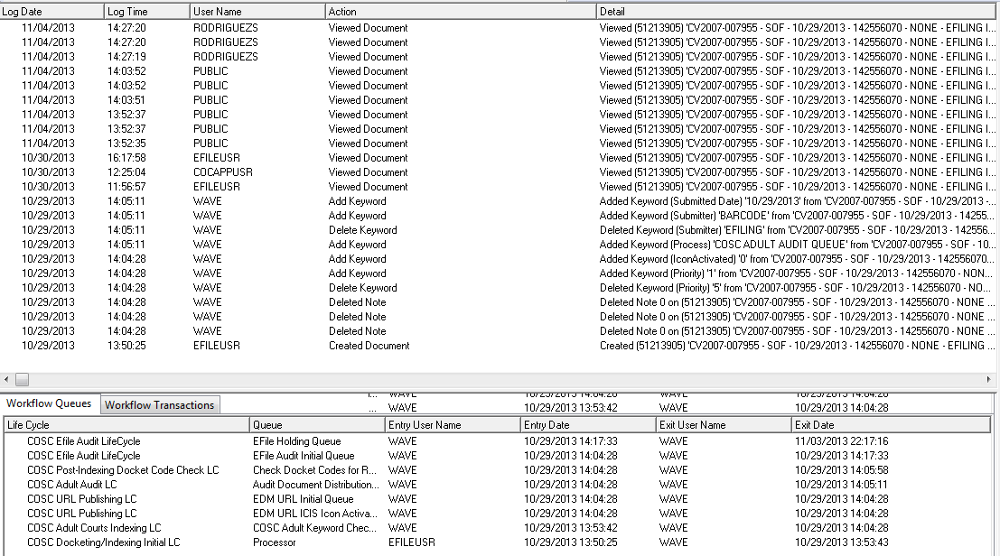 Log Date Log Time User Name Action Detail
11/04/2013 14:27:20 RODRIGUEZS Viewed Document Viewed (51213905) 'CV2007-007955 - SOF - 10/29/2013 - 142556070 - NONE - EFILING I...
11/04/2013 14:27:20 RODRIGUEZS Viewed Document Viewed (51213905) 'CV2007-007955 - SOF - 10/29/2013 - 142556070 - NONE - EFILING I...
11/04/2013 14:27:19 RODRIGUEZS Viewed Document Viewed (51213905) 'CV2007-007955 - SOF - 10/29/2013 - 142556070 - NONE - EFILING I...
11/04/2013 14:03:52 PUBLIC Viewed Document Viewed (51213905) 'CV2007-007955 - SOF - 10/29/2013 - 142556070 - NONE - EFILING I...
11/04/2013 14:03:52 PUBLIC Viewed Document Viewed (51213905) 'CV2007-007955 - SOF - 10/29/2013 - 142556070 - NONE - EFILING I...
11/04/2013 14:03:51 PUBLIC Viewed Document Viewed (51213905) 'CV2007-007955 - SOF - 10/29/2013 - 142556070 - NONE - EFILING I...
11/04/2013 13:52:37 PUBLIC Viewed Document Viewed (51213905) 'CV2007-007955 - SOF - 10/29/2013 - 142556070 - NONE - EFILING I...
11/04/2013 13:52:37 PUBLIC Viewed Document Viewed (51213905) 'CV2007-007955 - SOF - 10/29/2013 - 142556070 - NONE - EFILING I...
11/04/2013 13:52:35 PUBLIC Viewed Document Viewed (51213905) 'CV2007-007955 - SOF - 10/29/2013 - 142556070 - NONE - EFILING I...
10/30/2013 16:17:58 EFILEUSR Viewed Document Viewed (51213905) 'CV2007-007955 - SOF - 10/29/2013 - 142556070 - NONE - EFILING I...
10/30/2013 12:25:04 COCAPPUSR Viewed Document Viewed (51213905) 'CV2007-007955 - SOF - 10/29/2013 - 142556070 - NONE - EFILING I...
10/30/2013 11:56:57 EFILEUSR Viewed Document Viewed (51213905) 'CV2007-007955 - SOF - 10/29/2013 - 142556070 - NONE - EFILING I...
10/29/2013 14:05:11 WAVE Add Keyword Added Keyword (Submitted Date) '10/29/2013' from 'CV2007-007955 - SOF - 10/29/2013 -...
10/29/2013 14:05:11 WAVE Add Keyword Added Keyword (Submitter) 'BARCODE' from 'CV2007-007955 - SOF - 10/29/2013 - 14255...
10/29/2013 14:05:11 WAVE Delete Keyword Deleted Keyword (Submitter) 'EFILING' from 'CV2007-007955 - SOF - 10/29/2013 - 142556...
10/29/2013 14:05:11 WAVE Add Keyword Added Keyword (Process) 'COSC ADULT AUDIT QUEUE' from 'CV2007-007955 - SOF - 10...
10/29/2013 14:04:28 WAVE Add Keyword Added Keyword (IconActivated) '0' from 'CV2007-007955 - SOF - 10/29/2013 - 142556070...
10/29/2013 14:04:28 WAVE Add Keyword Added Keyword (Priority) '1' from 'CV2007-007955 - SOF - 10/29/2013 - 142556070 - NON...
10/29/2013 14:04:28 WAVE Delete Keyword Deleted Keyword (Priority) '5' from 'CV2007-007955 - SOF - 10/29/2013 - 142556070 - NO...
10/29/2013 14:04:28 WAVE Deleted Note Deleted Note 0 on (51213905) 'CV2007-007955 - SOF - 10/29/2013 - 142556070 - NONE ...
10/29/2013 14:04:28 WAVE Deleted Note Deleted Note 0 on (51213905) 'CV2007-007955 - SOF - 10/29/2013 - 142556070 - NONE ...
10/29/2013 14:04:28 WAVE Deleted Note Deleted Note 0 on (51213905) 'CV2007-007955 - SOF - 10/29/2013 - 142556070 - NONE ...
10/29/2013 13:50:25 EFILEUSR Created Document Created (51213905) 'CV2007-007955 - SOF - 10/29/2013 - 142556070 - NONE - EFILING ...
I... WAVE 10/29/2013 14:04:28 WAVE 10/29/2013 14:04:28
Workflow Queues Workflow Transactions ... WAVE 10/29/2013 13:53:42 WAVE 10/29/2013 14:04:28
Life Cycle Queue Entry User Name Entry Date Exit User Name Exit Date
COSC Efile Audit LifeCycle EFile Holding Queue WAVE 10/29/2013 14:17:33 WAVE 11/03/2013 22:17:16
COSC Efile Audit LifeCycle EFile Audit Initial Queue WAVE 10/29/2013 14:04:28 WAVE 10/29/2013 14:17:33
COSC Post-Indexing Docket Code Check LC Check Docket Codes for R... WAVE 10/29/2013 14:04:28 WAVE 10/29/2013 14:05:58
COSC Adult Audit LC Audit Document Distribution... WAVE 10/29/2013 14:04:28 WAVE 10/29/2013 14:05:11
COSC URL Publishing LC EDM URL Initial Queue WAVE 10/29/2013 14:04:28 WAVE 10/29/2013 14:04:28
COSC URL Publishing LC EDM URL ICIS Icon Activa... WAVE 10/29/2013 14:04:28 WAVE 10/29/2013 14:04:28
COSC Adult Courts Indexing LC COSC Adult Keyword Chec... WAVE 10/29/2013 13:53:42 WAVE 10/29/2013 14:04:28
COSC Docketing/Indexing Initial LC Processor EFILEUSR 10/29/2013 13:50:25 WAVE 10/29/2013 13:53:43